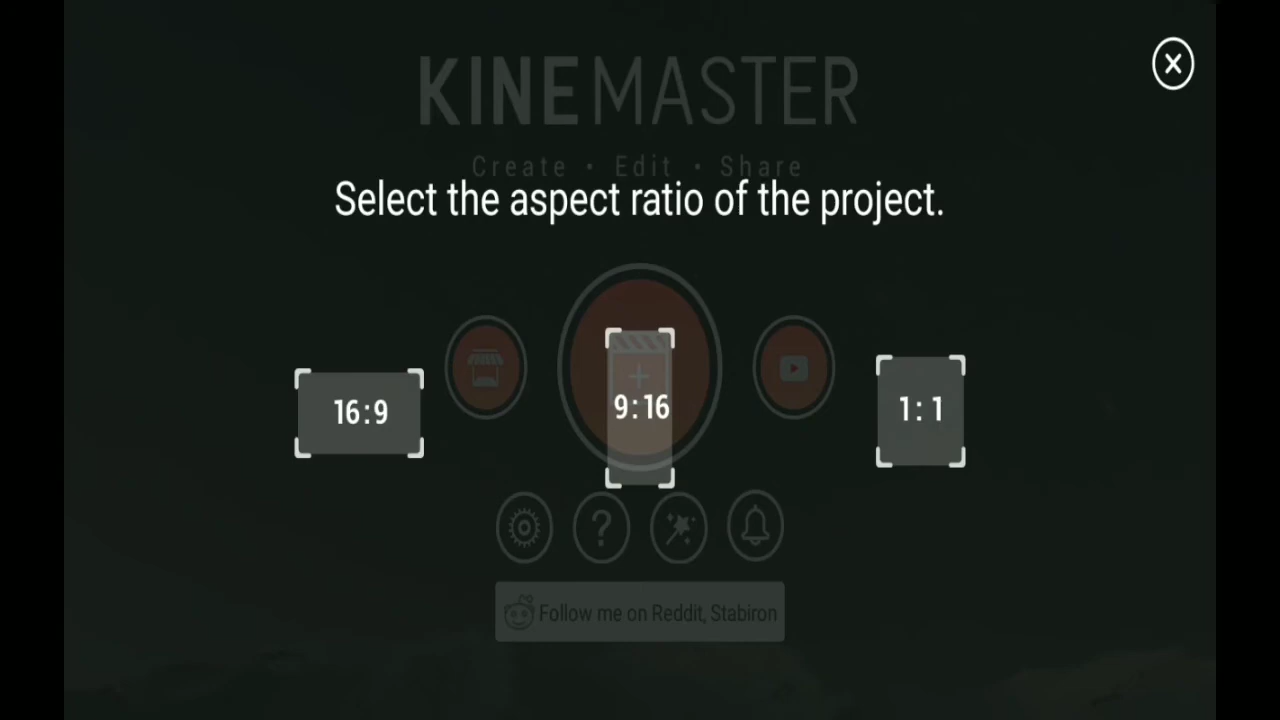 KINEMASTER
Create • Edit • Share
Select the aspect ratio of the project.
16:9
9:16
1:1
Follow me on Reddit, Stabiron